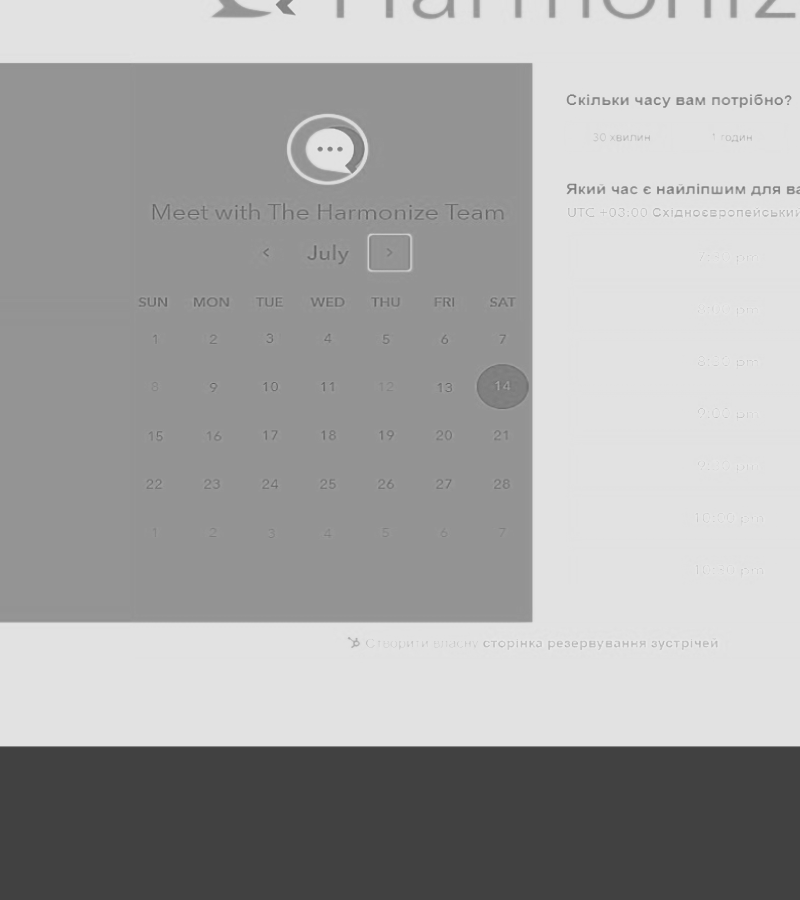 Harmoniz
Скільки часу вам потрібно?
30 хвилин 1 годин
Meet with The Harmonize Team
Який час є найліпшим для ва
UTC +03:00 Східноєвропейський
< July >
SUN MON TUE WED THU FRI SAT
1 2 3 4 5 6 7
8 9 10 11 12 13 14
15 16 17 18 19 20 21
22 23 24 25 26 27 28
1 2 3 4 5 6 7
8:00 pm
8:30 pm
9:00 pm
9:30 pm
10:00 pm
10:30 pm
Створити власну сторінка резервування зустрічей